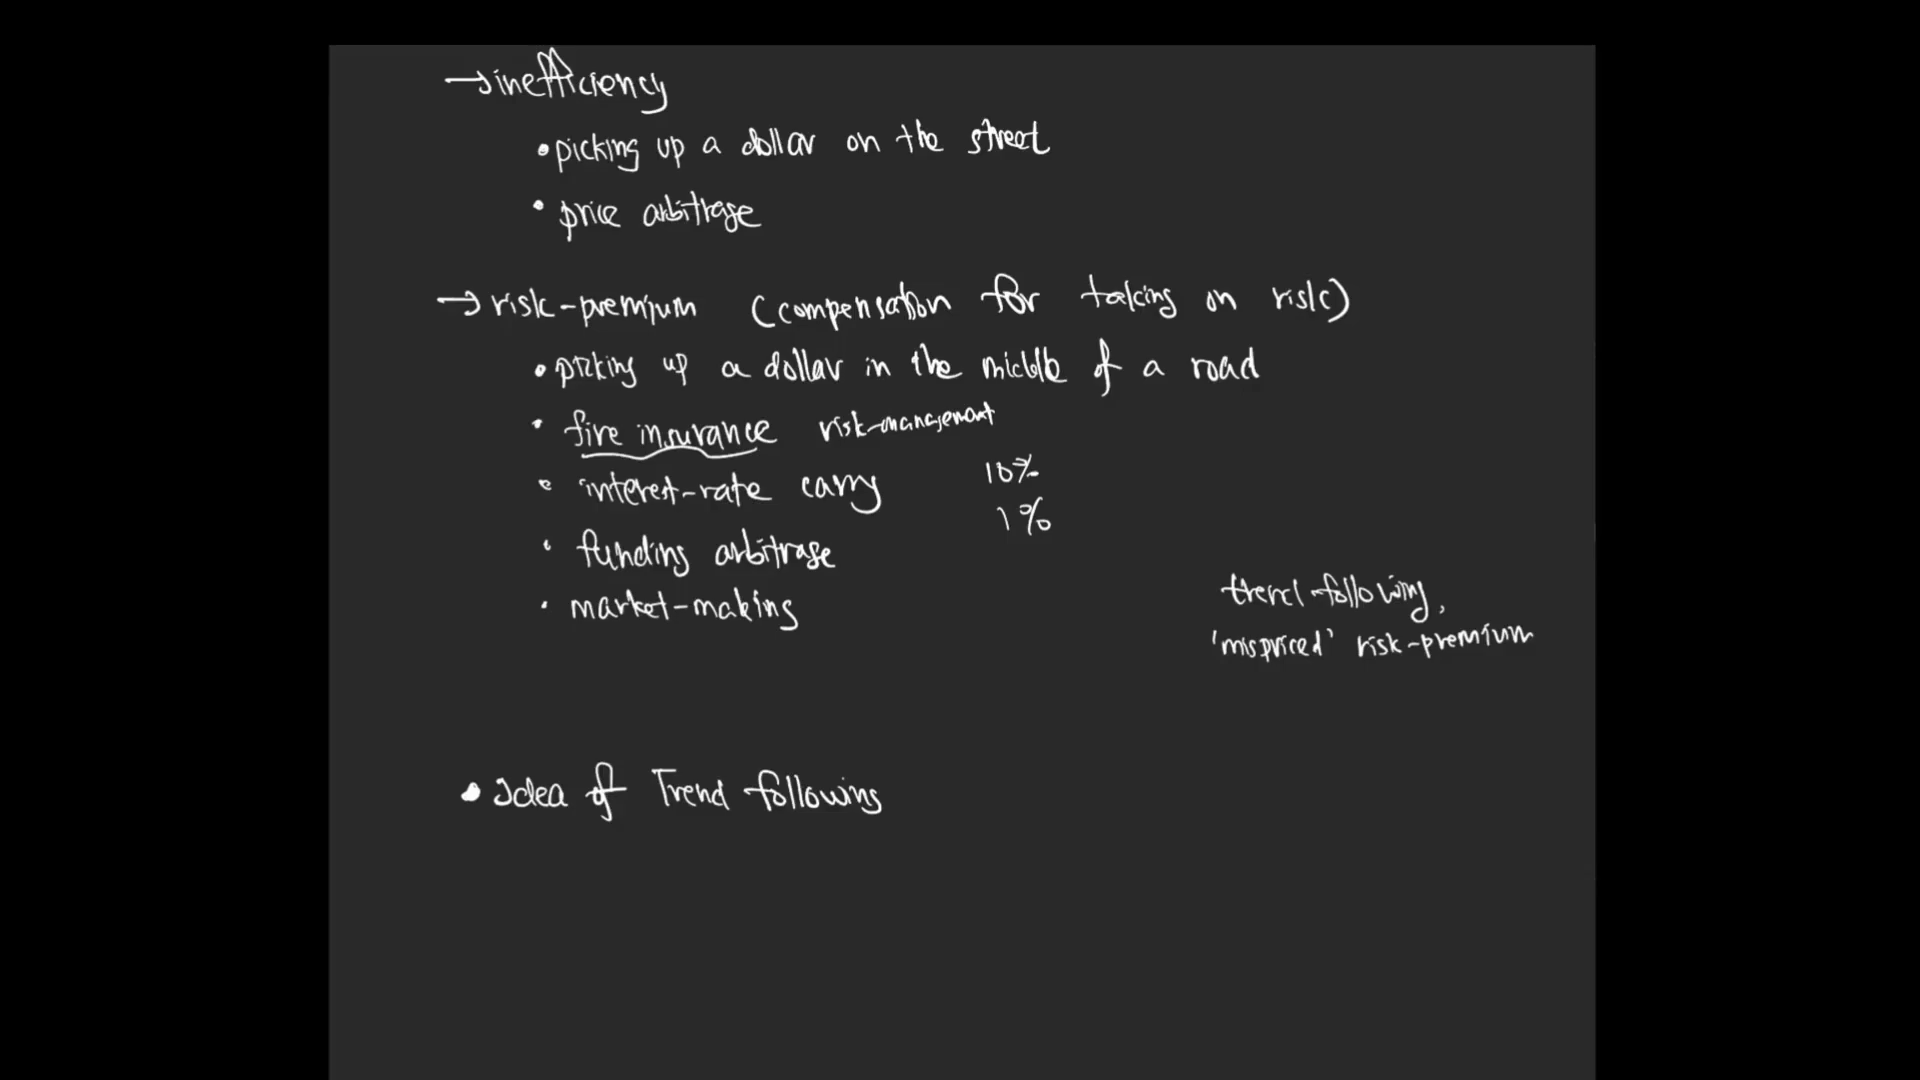 → inefficiency
• picking up a dollar on the street
• price arbitrage
→ risk-premium (compensation for taking on risk)
• picking up a dollar in the middle of a road
• fire insurance risk-management
• interest-rate carry 10%
1%
• funding arbitrage
• market-making
trend-following,
'mispriced' risk-premium
• Idea of Trend following